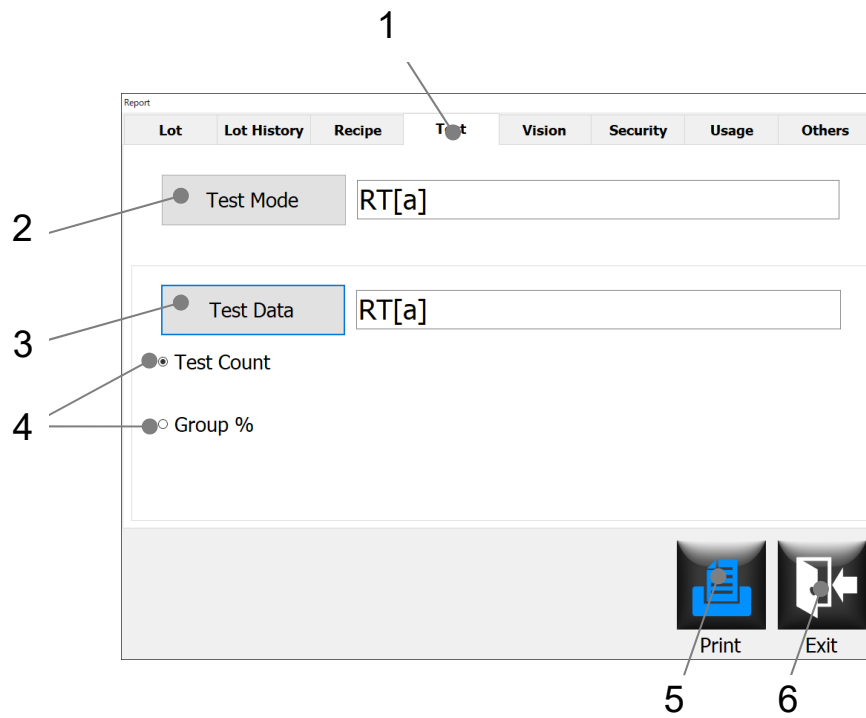 1
Report
Lot Lot History Recipe Test Vision Security Usage Others
2
Test Mode RT[a]
3
Test Data RT[a]
4
Test Count
Group %
Print Exit
5 6